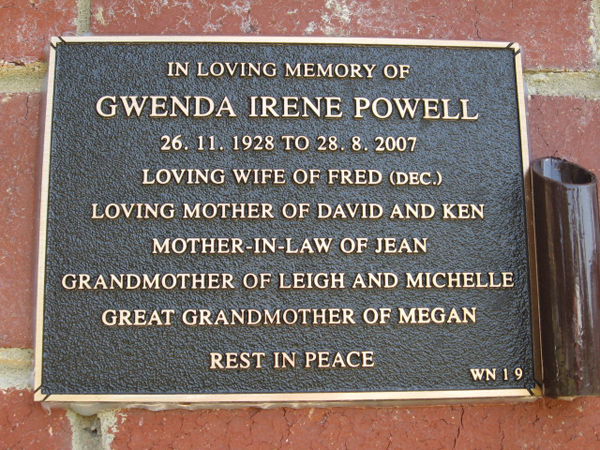 IN LOVING MEMORY OF
GWENDA IRENE POWELL
26. 11. 1928 TO 28. 8. 2007
LOVING WIFE OF FRED (DEC.)
LOVING MOTHER OF DAVID AND KEN
MOTHER-IN-LAW OF JEAN
GRANDMOTHER OF LEIGH AND MICHELLE
GREAT GRANDMOTHER OF MEGAN
REST IN PEACE
WN 1 9